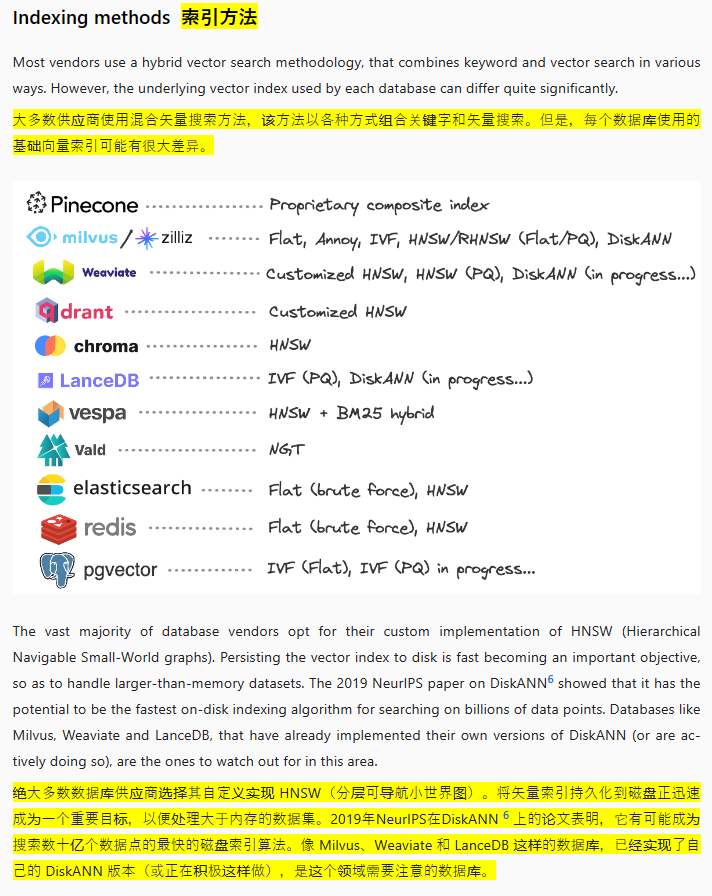 Indexing methods 索引方法
Most vendors use a hybrid vector search methodology, that combines keyword and vector search in various
ways. However, the underlying vector index used by each database can differ quite significantly.
大多数供应商使用混合矢量搜索方法，该方法以各种方式组合关键字和矢量搜索。但是，每个数据库使用的
基础向量索引可能有很大差异。
Pinecone Proprietary composite index
milvus / zilliz Flat, Annoy, IVF, HNSW/RHNSW (Flat/PQ), DiskANN
Weaviate Customized HNSW, HNSW (PQ), DiskANN (in progress...)
qdrant Customized HNSW
chroma HNSW
LanceDB IVF (PQ), DiskANN (in progress...)
vespa HNSW + BM25 hybrid
Vald NGT
elasticsearch Flat (brute force), HNSW
redis Flat (brute force), HNSW
pgvector IVF (Flat), IVF (PQ) in progress...
The vast majority of database vendors opt for their custom implementation of HNSW (Hierarchical
Navigable Small-World graphs). Persisting the vector index to disk is fast becoming an important objective,
so as to handle larger-than-memory datasets. The 2019 NeurIPS paper on DiskANN6 showed that it has the
potential to be the fastest on-disk indexing algorithm for searching on billions of data points. Databases like
Milvus, Weaviate and LanceDB, that have already implemented their own versions of DiskANN (or are ac-
tively doing so), are the ones to watch out for in this area.
绝大多数数据库供应商选择其自定义实现 HNSW（分层可导航小世界图）。将矢量索引持久化到磁盘正迅速
成为一个重要目标，以便处理大于内存的数据集。2019年NeurIPS在DiskANN 6 上的论文表明，它有可能成为
搜索数十亿个数据点的最快的磁盘索引算法。像 Milvus、Weaviate 和 LanceDB 这样的数据库，已经实现了自
己的 DiskANN 版本（或正在积极这样做），是这个领域需要注意的数据库。